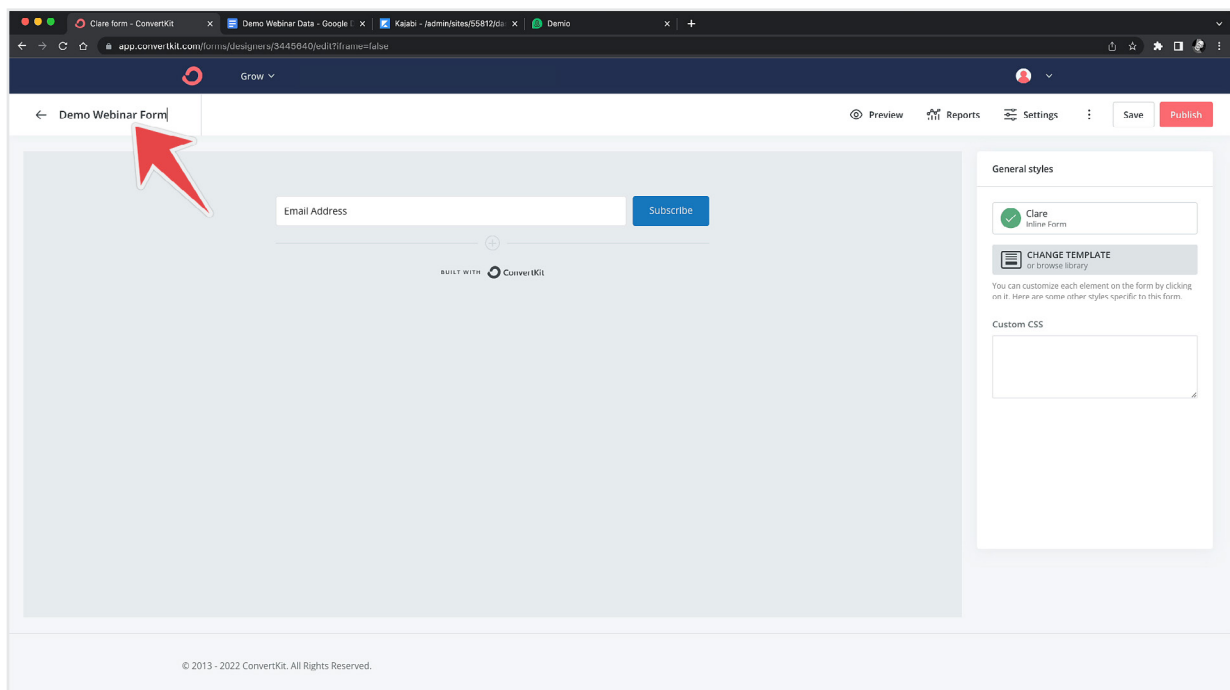 Clare form - ConvertKit
Demo Webinar Data - Google D
Kajabi - /admin/sites/55812/da
Demio
app.convertkit.com/forms/designers/3445640/edit?iframe=false
Grow
Demo Webinar Form
Preview
Reports
Settings
Save
Publish
Email Address
Subscribe
BUILT WITH ConvertKit
General styles
Clare
Inline Form
CHANGE TEMPLATE
or browse library
You can customize each element on the form by clicking
on it. Here are some other styles specific to this form.
Custom CSS
© 2013 - 2022 ConvertKit. All Rights Reserved.